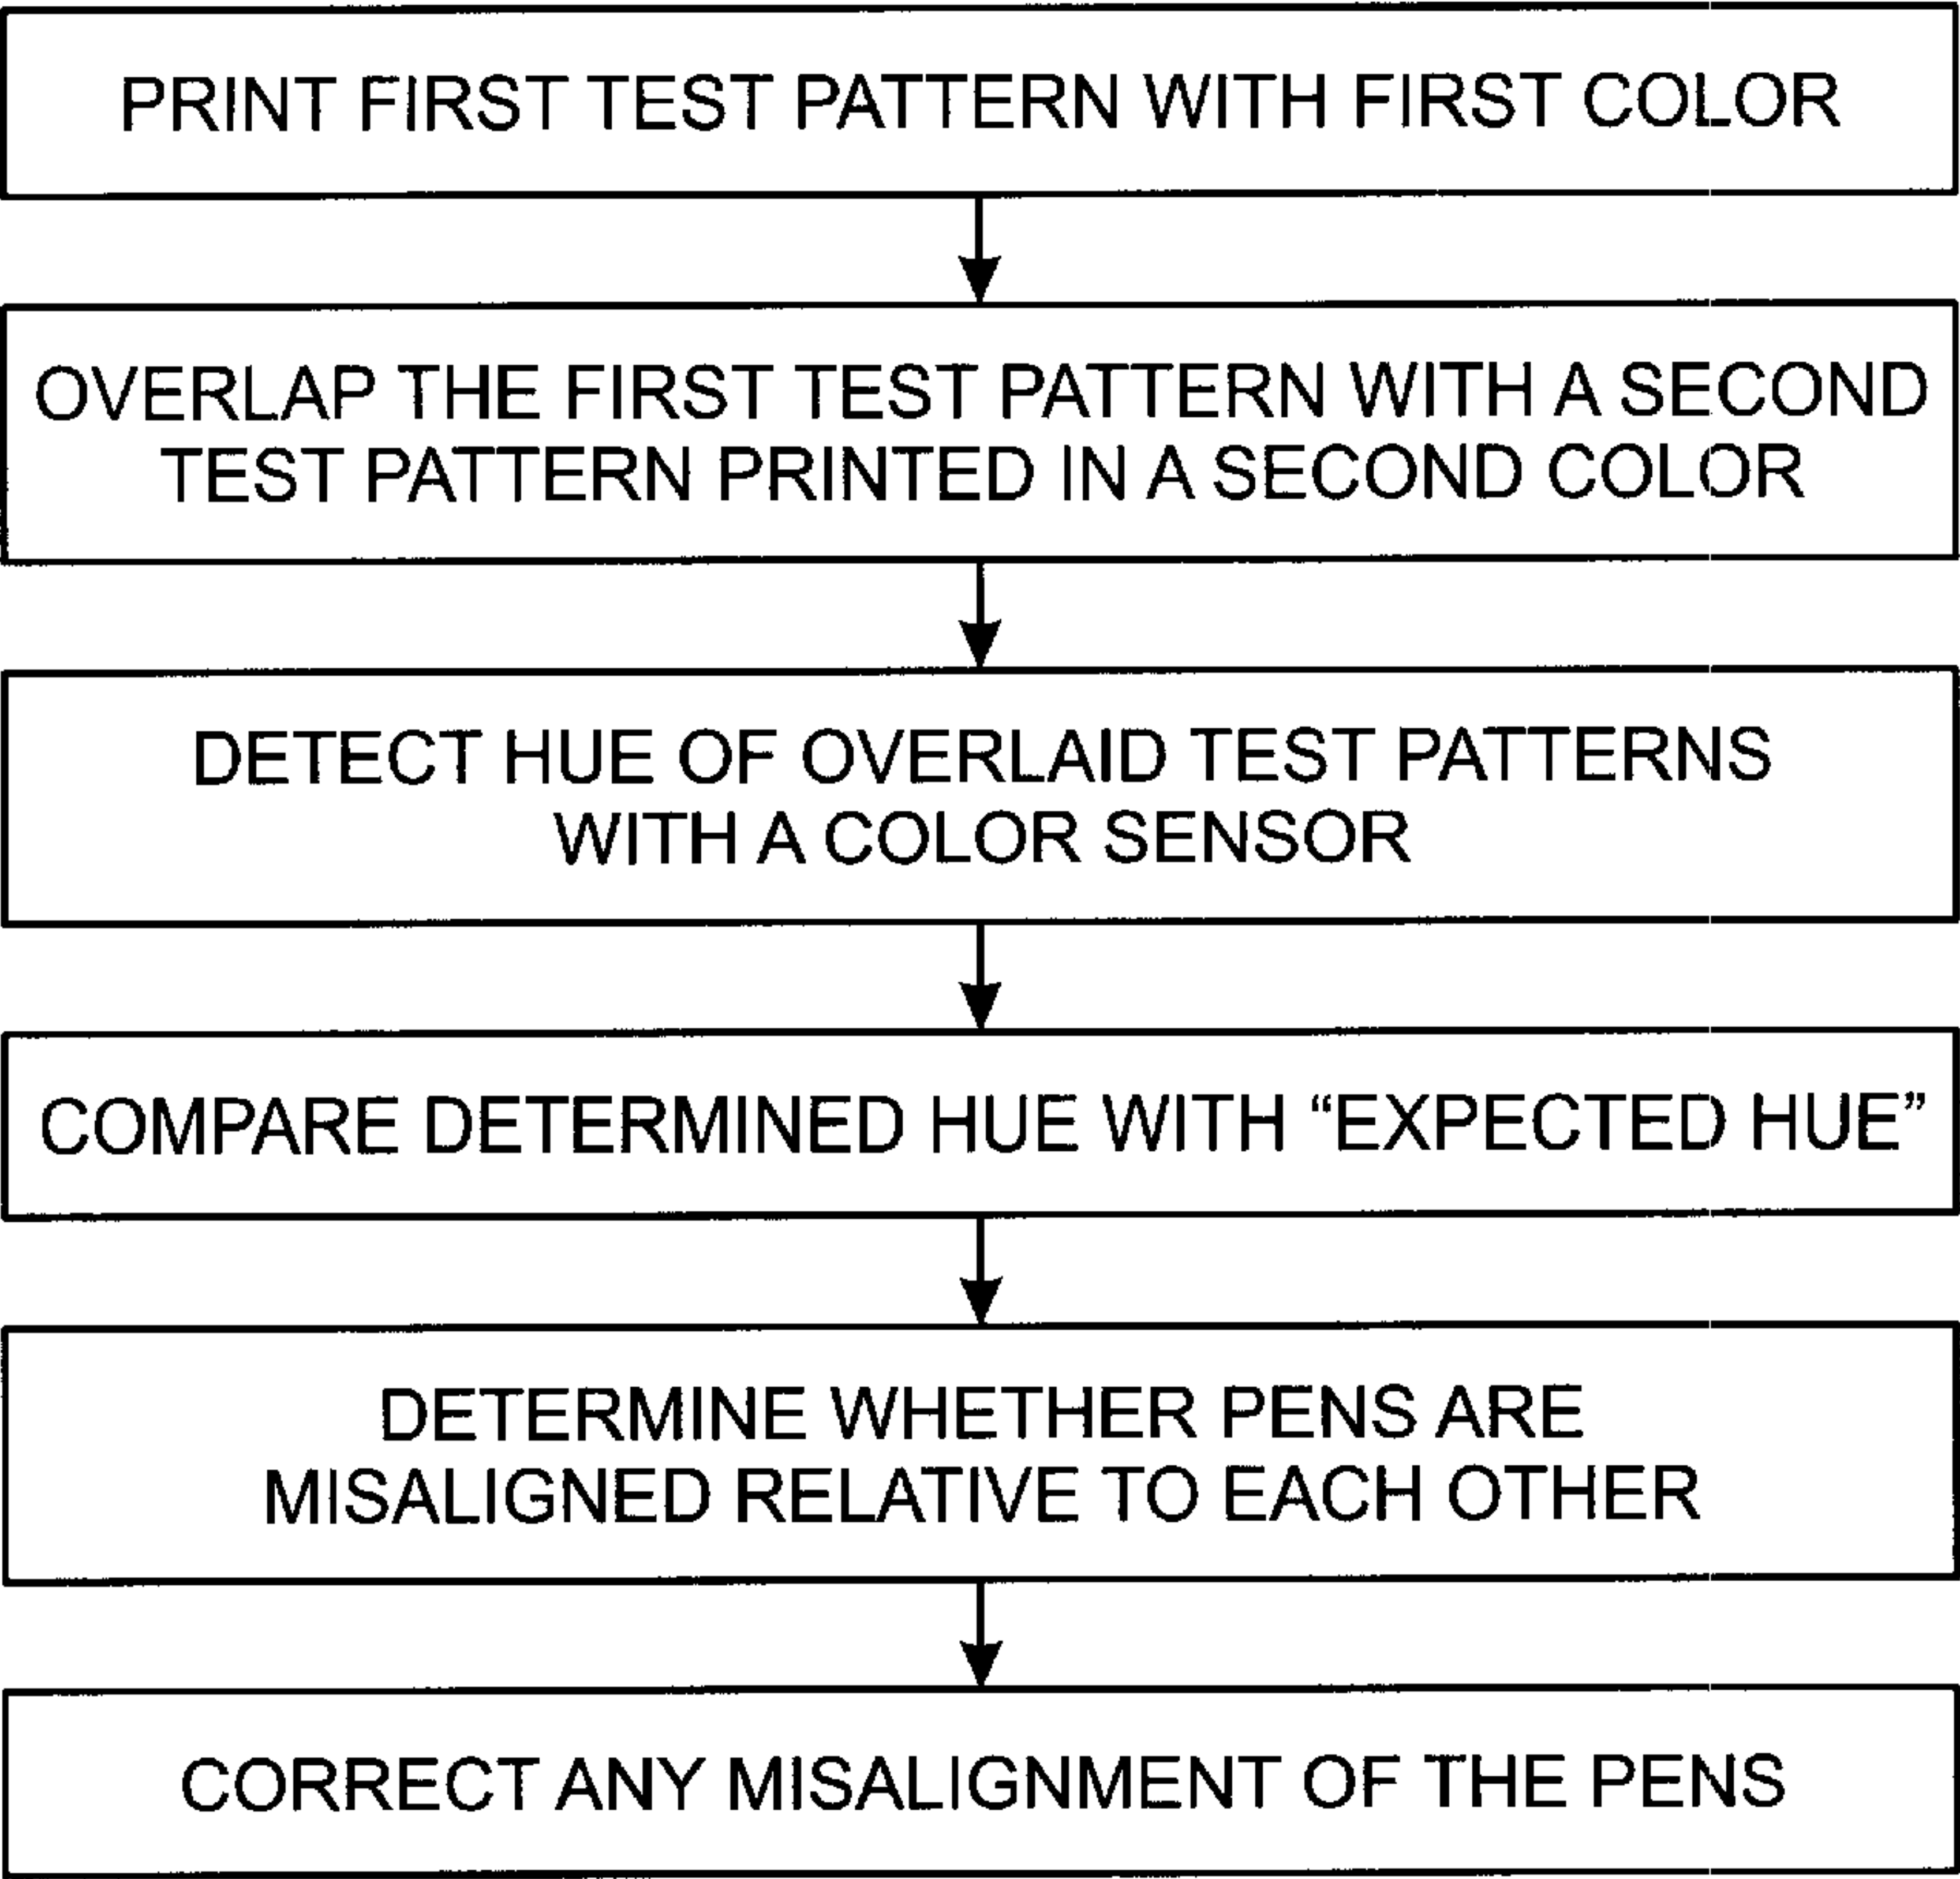 PRINT FIRST TEST PATTERN WITH FIRST COLOR
OVERLAP THE FIRST TEST PATTERN WITH A SECOND
TEST PATTERN PRINTED IN A SECOND COLOR
DETECT HUE OF OVERLAID TEST PATTERNS
WITH A COLOR SENSOR
COMPARE DETERMINED HUE WITH “EXPECTED HUE”
DETERMINE WHETHER PENS ARE
MISALIGNED RELATIVE TO EACH OTHER
CORRECT ANY MISALIGNMENT OF THE PENS